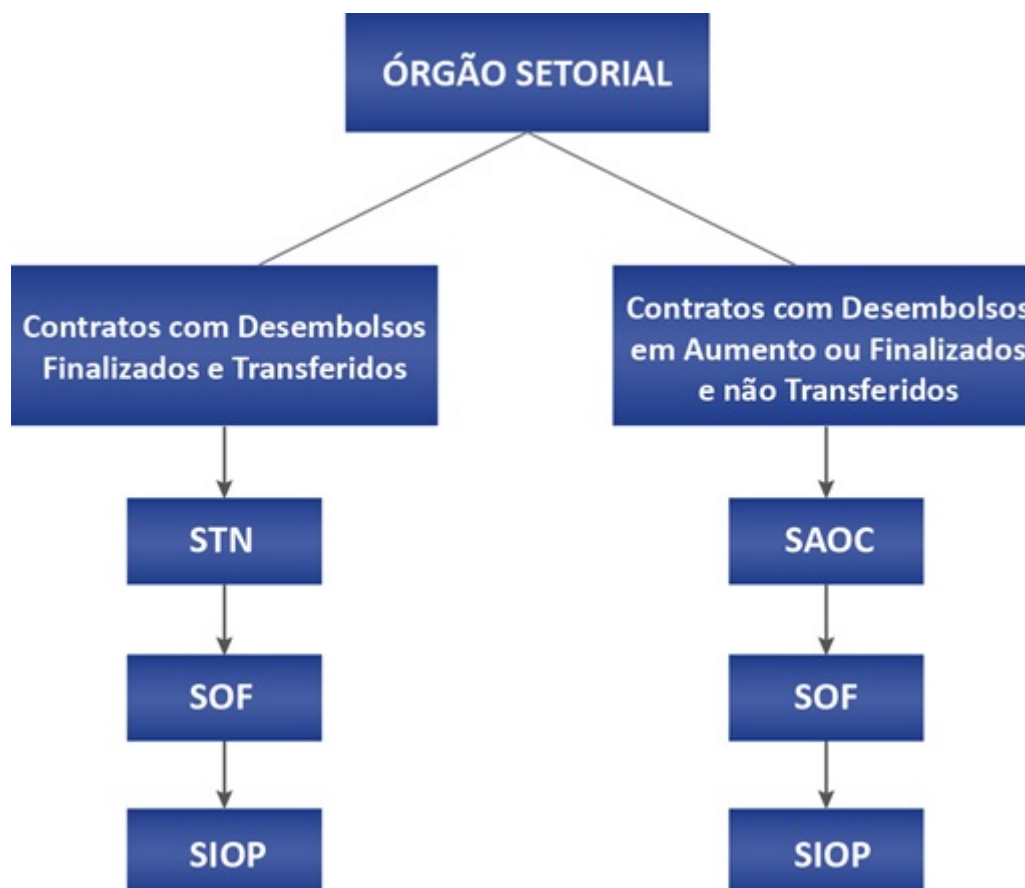 ÓRGÃO SETORIAL
Contratos com Desembolsos
Finalizados e Transferidos
Contratos com Desembolsos
em Aumento ou Finalizados
e não Transferidos
STN
SAOC
SOF
SOF
SIOP
SIOP